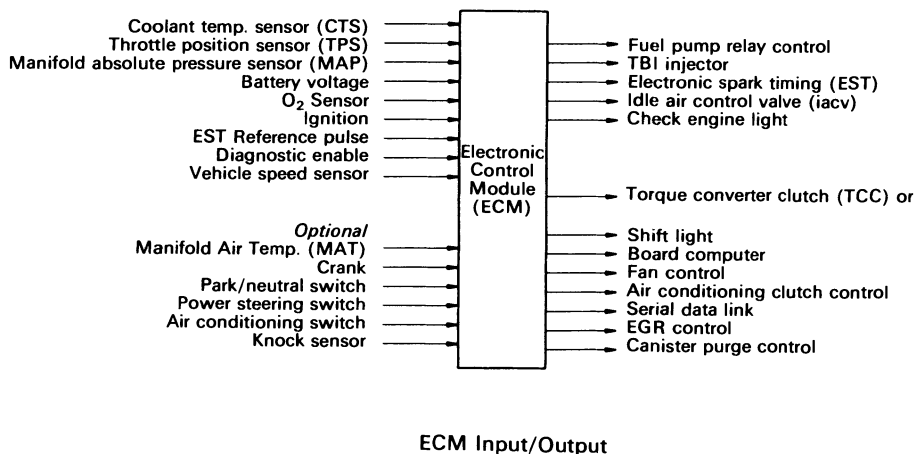 Coolant temp. sensor (CTS)
Throttle position sensor (TPS)
Manifold absolute pressure sensor (MAP)
Battery voltage
O₂ Sensor
Ignition
EST Reference pulse
Diagnostic enable
Vehicle speed sensor
Optional
Manifold Air Temp. (MAT)
Crank
Park/neutral switch
Power steering switch
Air conditioning switch
Knock sensor
Electronic
Control
Module
(ECM)
Fuel pump relay control
TBI injector
Electronic spark timing (EST)
Idle air control valve (iacv)
Check engine light
Torque converter clutch (TCC) or
Shift light
Board computer
Fan control
Air conditioning clutch control
Serial data link
EGR control
Canister purge control
ECM Input/Output